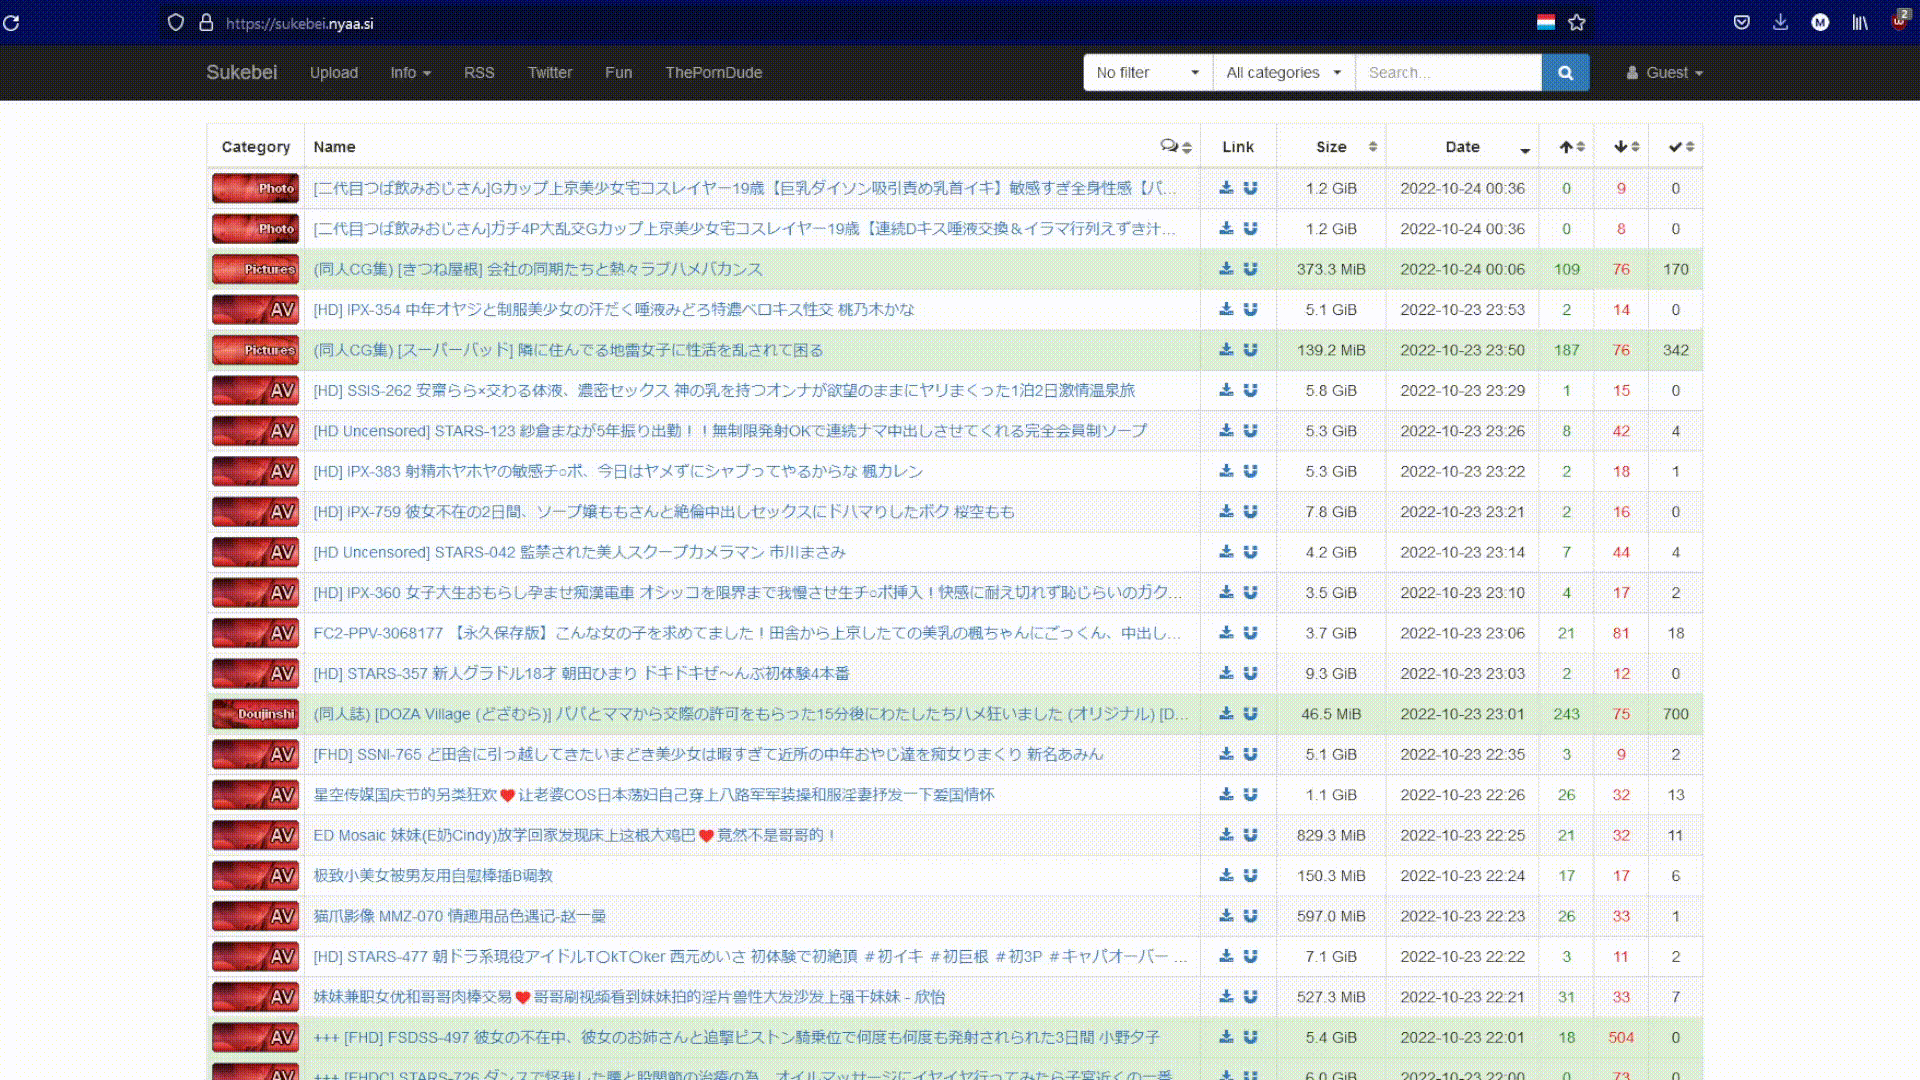 https://sukebei.nyaa.si
2
Sukebei Upload Info RSS Twitter Fun ThePornDude No filter All categories Search... Guest
Category Name Link Size Date
Photo [二代目つば飲みおじさん]Gカップ上京美少女宅コスレイヤー19歳【巨乳ダイソン吸引責め乳首イキ】敏感すぎ全身性感【パ... 1.2 GiB 2022-10-24 00:36 0 9 0
Photo [二代目つば飲みおじさん]ガチ4P大乱交Gカップ上京美少女宅コスレイヤー19歳【連続Dキス唾液交換＆イラマ行列えずき汁... 1.2 GiB 2022-10-24 00:36 0 8 0
Pictures (同人CG集) [きつね屋根] 会社の同期たちと熱々ラブハメバカンス 373.3 MiB 2022-10-24 00:06 109 76 170
AV [HD] IPX-354 中年オヤジと制服美少女の汗だく唾液みどろ特濃ベロキス性交 桃乃木かな 5.1 GiB 2022-10-23 23:53 2 14 0
Pictures (同人CG集) [スーパーバッド] 隣に住んでる地雷女子に性活を乱されて困る 139.2 MiB 2022-10-23 23:50 187 76 342
AV [HD] SSIS-262 安齋らら×交わる体液、濃密セックス 神の乳を持つオンナが欲望のままにヤリまくった1泊2日激情温泉旅 5.8 GiB 2022-10-23 23:29 1 15 0
AV [HD Uncensored] STARS-123 紗倉まなが5年振り出勤！！無制限発射OKで連続ナマ中出しさせてくれる完全会員制ソープ 5.3 GiB 2022-10-23 23:26 8 42 4
AV [HD] IPX-383 射精ホヤホヤの敏感チ○ポ、今日はヤメずにシャブってやるからな 楓カレン 5.3 GiB 2022-10-23 23:22 2 18 1
AV [HD] IPX-759 彼女不在の2日間、ソープ嬢ももさんと絶倫中出しセックスにドハマりしたボク 桜空もも 7.8 GiB 2022-10-23 23:21 2 16 0
AV [HD Uncensored] STARS-042 監禁された美人スクープカメラマン 市川まさみ 4.2 GiB 2022-10-23 23:14 7 44 4
AV [HD] IPX-360 女子大生おもらし孕ませ痴漢電車 オシッコを限界まで我慢させ生チ○ポ挿入！快感に耐え切れず恥じらいのガク... 3.5 GiB 2022-10-23 23:10 4 17 2
AV FC2-PPV-3068177 【永久保存版】こんな女の子を求めてました！田舎から上京したての美乳の楓ちゃんにごっくん、中出し... 3.7 GiB 2022-10-23 23:06 21 81 18
AV [HD] STARS-357 新人グラドル18才 朝田ひまり ドキドキぜ～んぶ初体験4本番 9.3 GiB 2022-10-23 23:03 2 12 0
Doujinshi (同人誌) [DOZA Village (どざむら)] パパとママから交際の許可をもらった15分後にわたしたちハメ狂いました (オリジナル) [D... 46.5 MiB 2022-10-23 23:01 243 75 700
AV [FHD] SSNI-765 ど田舎に引っ越してきたいまどき美少女は暇すぎて近所の中年おやじ達を痴女りまくり 新名あみん 5.1 GiB 2022-10-23 22:35 3 9 2
AV 星空传媒国庆节的另类狂欢❤️让老婆COS日本荡妇自己穿上八路军军装操和服淫妻抒发一下爱国情怀 1.1 GiB 2022-10-23 22:26 26 32 13
AV ED Mosaic 妹妹(E奶Cindy)放学回家发现床上这根大鸡巴❤️竟然不是哥哥的！ 829.3 MiB 2022-10-23 22:25 21 32 11
AV 极致小美女被男友用自慰棒插B调教 150.3 MiB 2022-10-23 22:24 17 17 6
AV 猫爪影像 MMZ-070 情趣用品色遇记-赵一曼 597.0 MiB 2022-10-23 22:23 26 33 1
AV [HD] STARS-477 朝ドラ系現役アイドルT〇kT〇ker 西元めいさ 初体験で初絶頂 ＃初イキ ＃初巨根 ＃初3P ＃キャパオーバー ... 7.1 GiB 2022-10-23 22:22 3 11 2
AV 妹妹兼职女优和哥哥肉棒交易❤️哥哥刷视频看到妹妹拍的淫片兽性大发沙发上强干妹妹 - 欣怡 527.3 MiB 2022-10-23 22:21 31 33 7
AV +++ [FHD] FSDSS-497 彼女の不在中、彼女のお姉さんと追撃ピストン騎乗位で何度も何度も発射られられた3日間 小野夕子 5.4 GiB 2022-10-23 22:01 18 504 0
AV +++ [FHDC] STARS-726 ダンスで怪我した腰と股関節の治療の為、オイルマッサージにイヤイヤ行ってみたら子宮近くの一番 6.0 GiB 2022-10-23 22:00 0 73 0